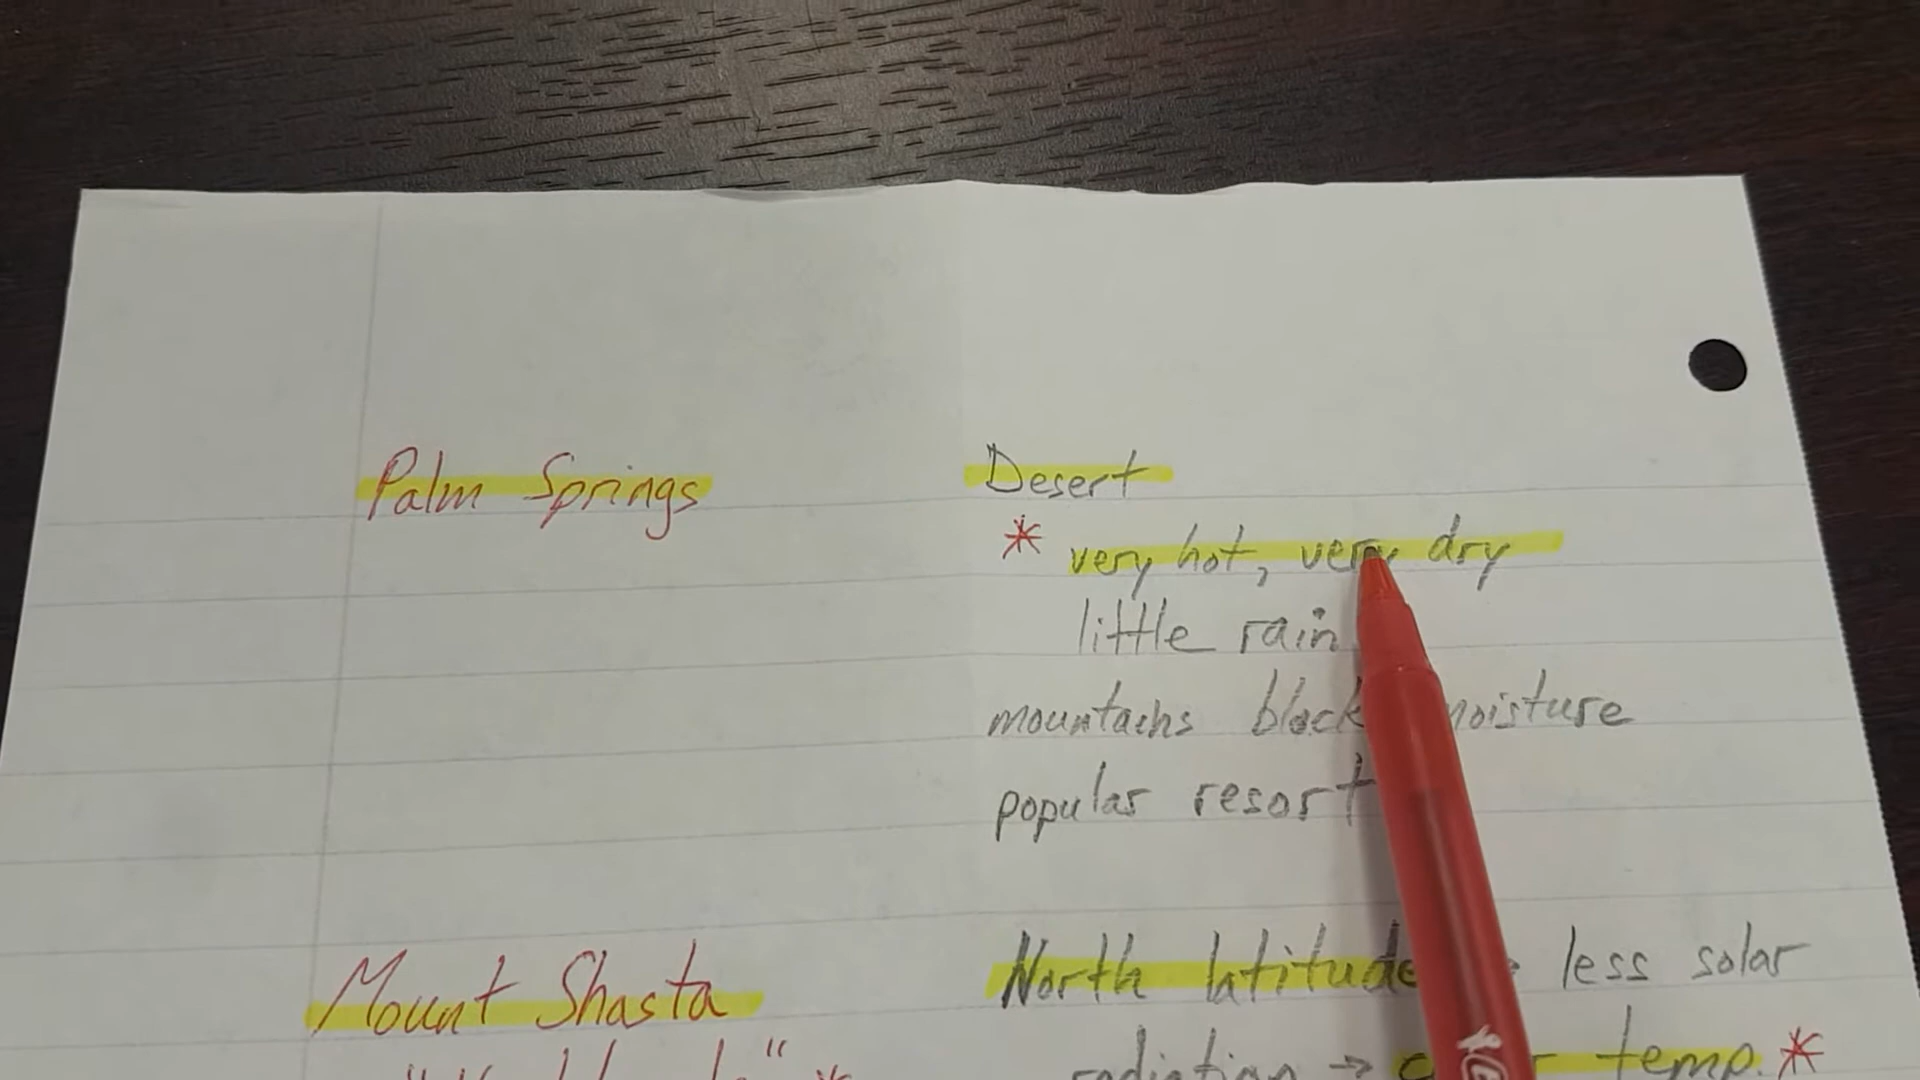 Palm Springs
Desert
* very hot, very dry
little rain
mountains block moisture
popular resort
Mount Shasta
North latitude less solar
radiation → temp. *